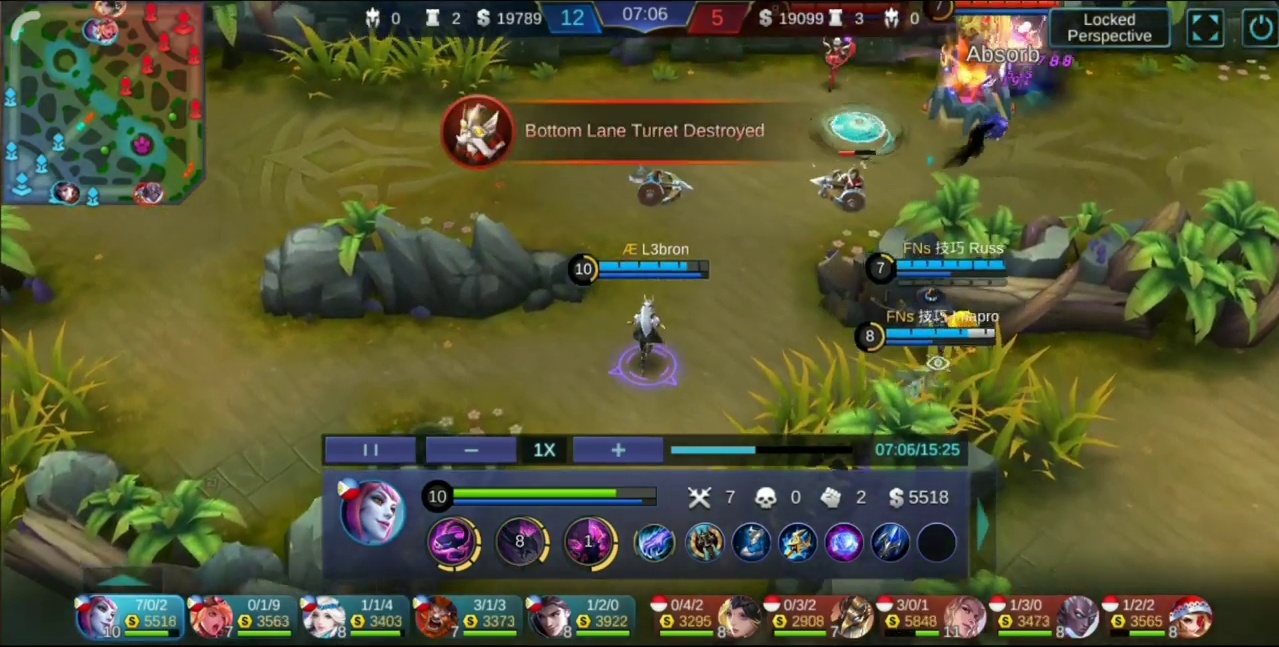 0 2 $ 19789 12 07:06 5 $ 19099 3 0
Locked
Perspective
Absorb
788
Bottom Lane Turret Destroyed
Æ L3bron
10
FNs 技巧 Russ
7
FNs 技巧
8
II − 1X + 07:06/15:25
10 7 0 2 $ 5518
8 1
7/0/2 0/1/9 1/1/4 3/1/3 1/2/0 0/4/2 0/3/2 3/0/1 1/3/0 1/2/2
S 5518 S 3563 S 3403 S 3373 S 3922 S 3295 S 2908 S 5848 S 3473 S 3565
10 7 8 7 8 8 7 11 8 8